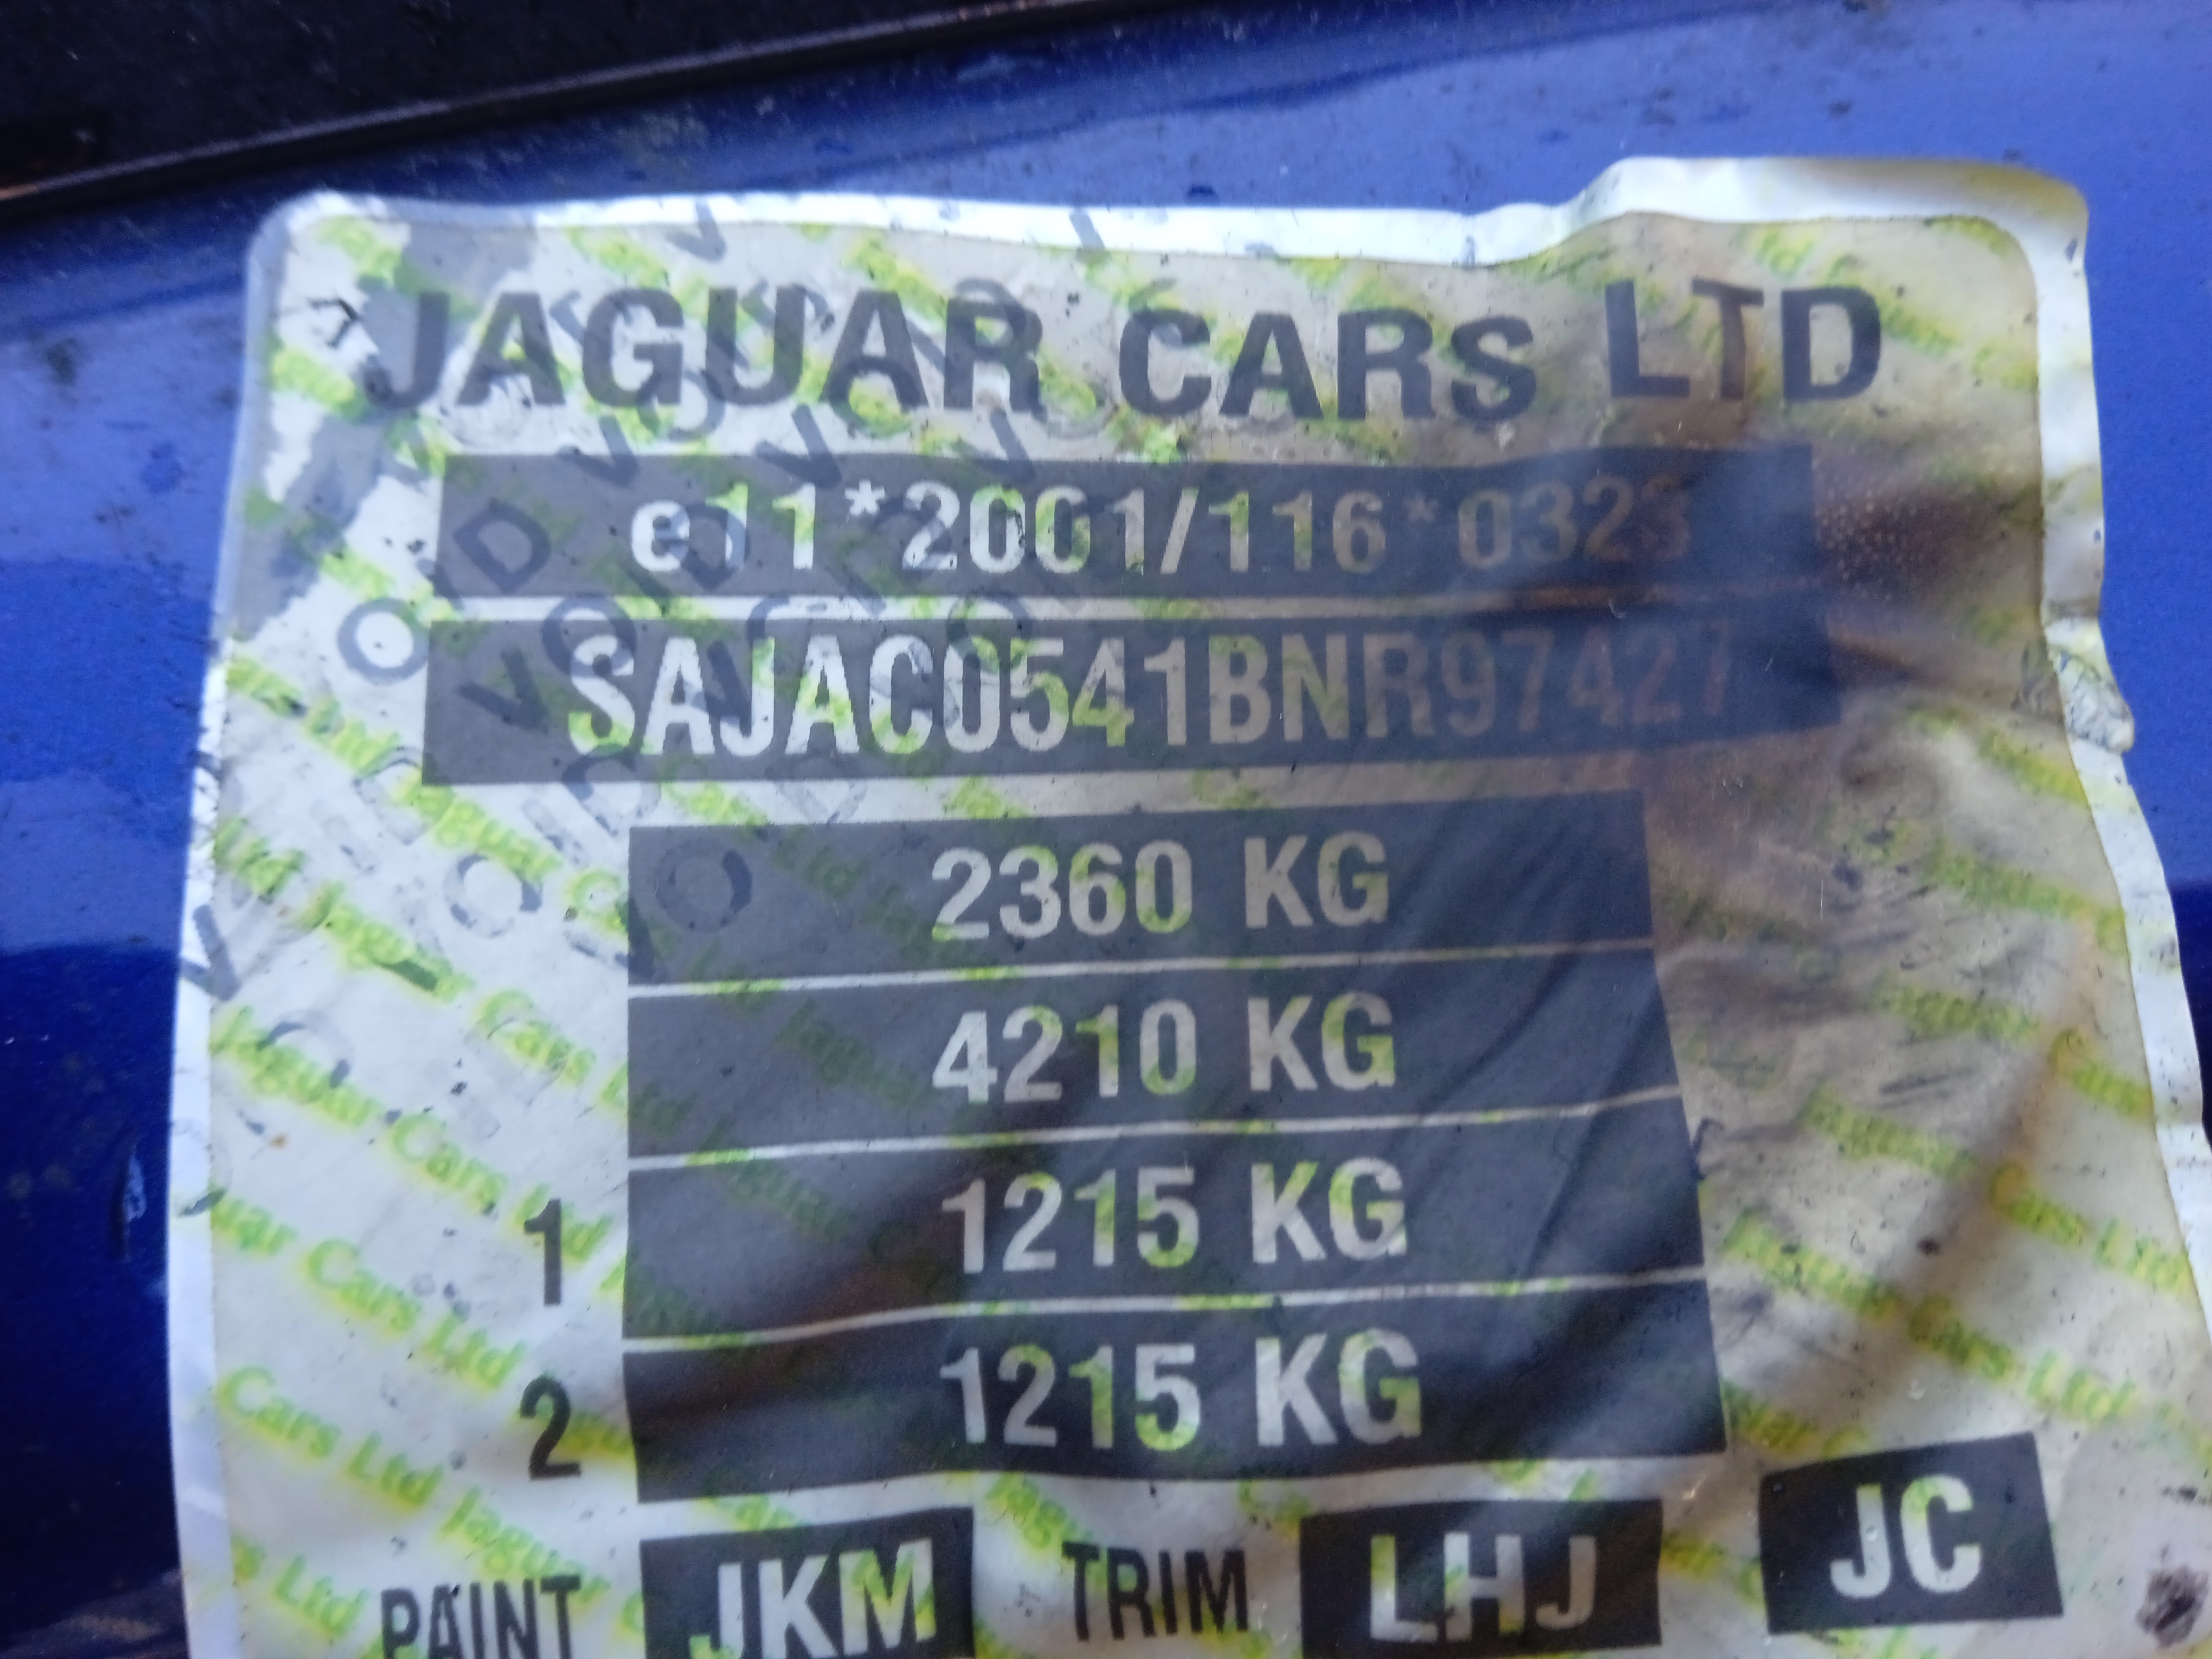 JAGUAR CARS LTD
e11*2001/116*0323
SAJAC0541BNR97427
2360 KG
4210 KG
1 1215 KG
2 1215 KG
PAINT JKM TRIM LHJ JC